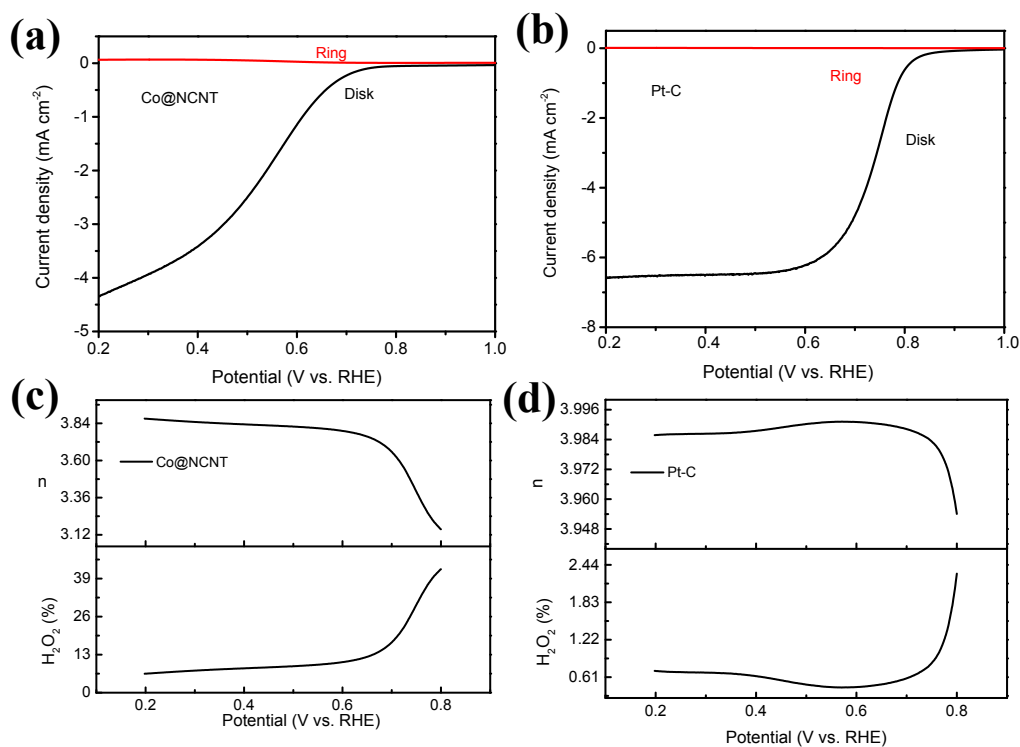 (a)
Current density (mA cm⁻²)
0
-1
-2
-3
-4
-5
Ring
Co@NCNT
Disk
0.2 0.4 0.6 0.8 1.0
Potential (V vs. RHE)
(b)
Current density (mA cm⁻²)
0
-2
-4
-6
-8
Ring
Pt-C
Disk
0.2 0.4 0.6 0.8 1.0
Potential (V vs. RHE)
(c)
n
3.84
3.60
3.36
3.12
Co@NCNT
H₂O₂ (%)
39
26
13
0
0.2 0.4 0.6 0.8
Potential (V vs. RHE)
(d)
n
3.996
3.984
3.972
3.960
3.948
Pt-C
H₂O₂ (%)
2.44
1.83
1.22
0.61
0.2 0.4 0.6 0.8
Potential (V vs. RHE)